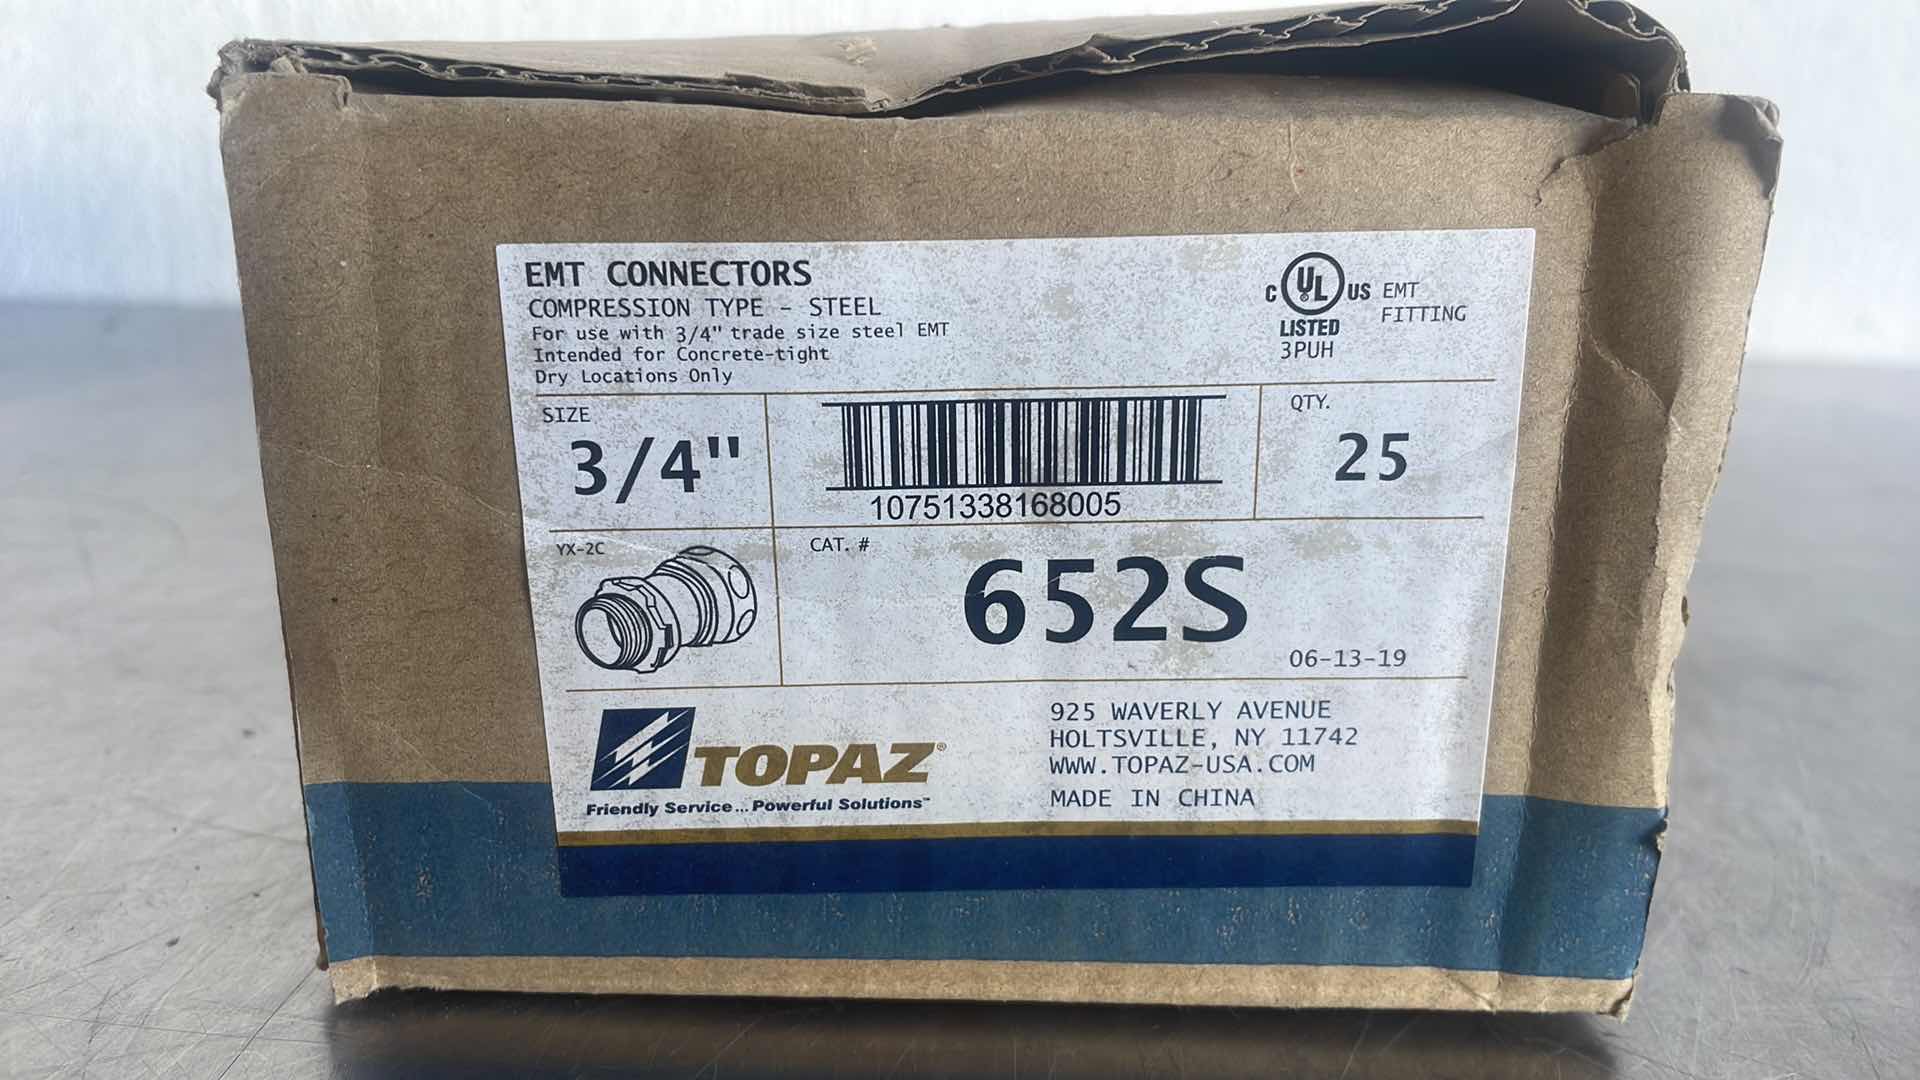 EMT CONNECTORS
COMPRESSION TYPE - STEEL
For use with 3/4" trade size steel EMT
Intended for Concrete-tight
Dry Locations Only
C UL US EMT
FITTING
LISTED
3PUH
SIZE
3/4"
10751338168005
QTY.
25
YX-2C
CAT. #
652S
06-13-19
TOPAZ®
Friendly Service... Powerful Solutions™
925 WAVERLY AVENUE
HOLTSVILLE, NY 11742
WWW.TOPAZ-USA.COM
MADE IN CHINA